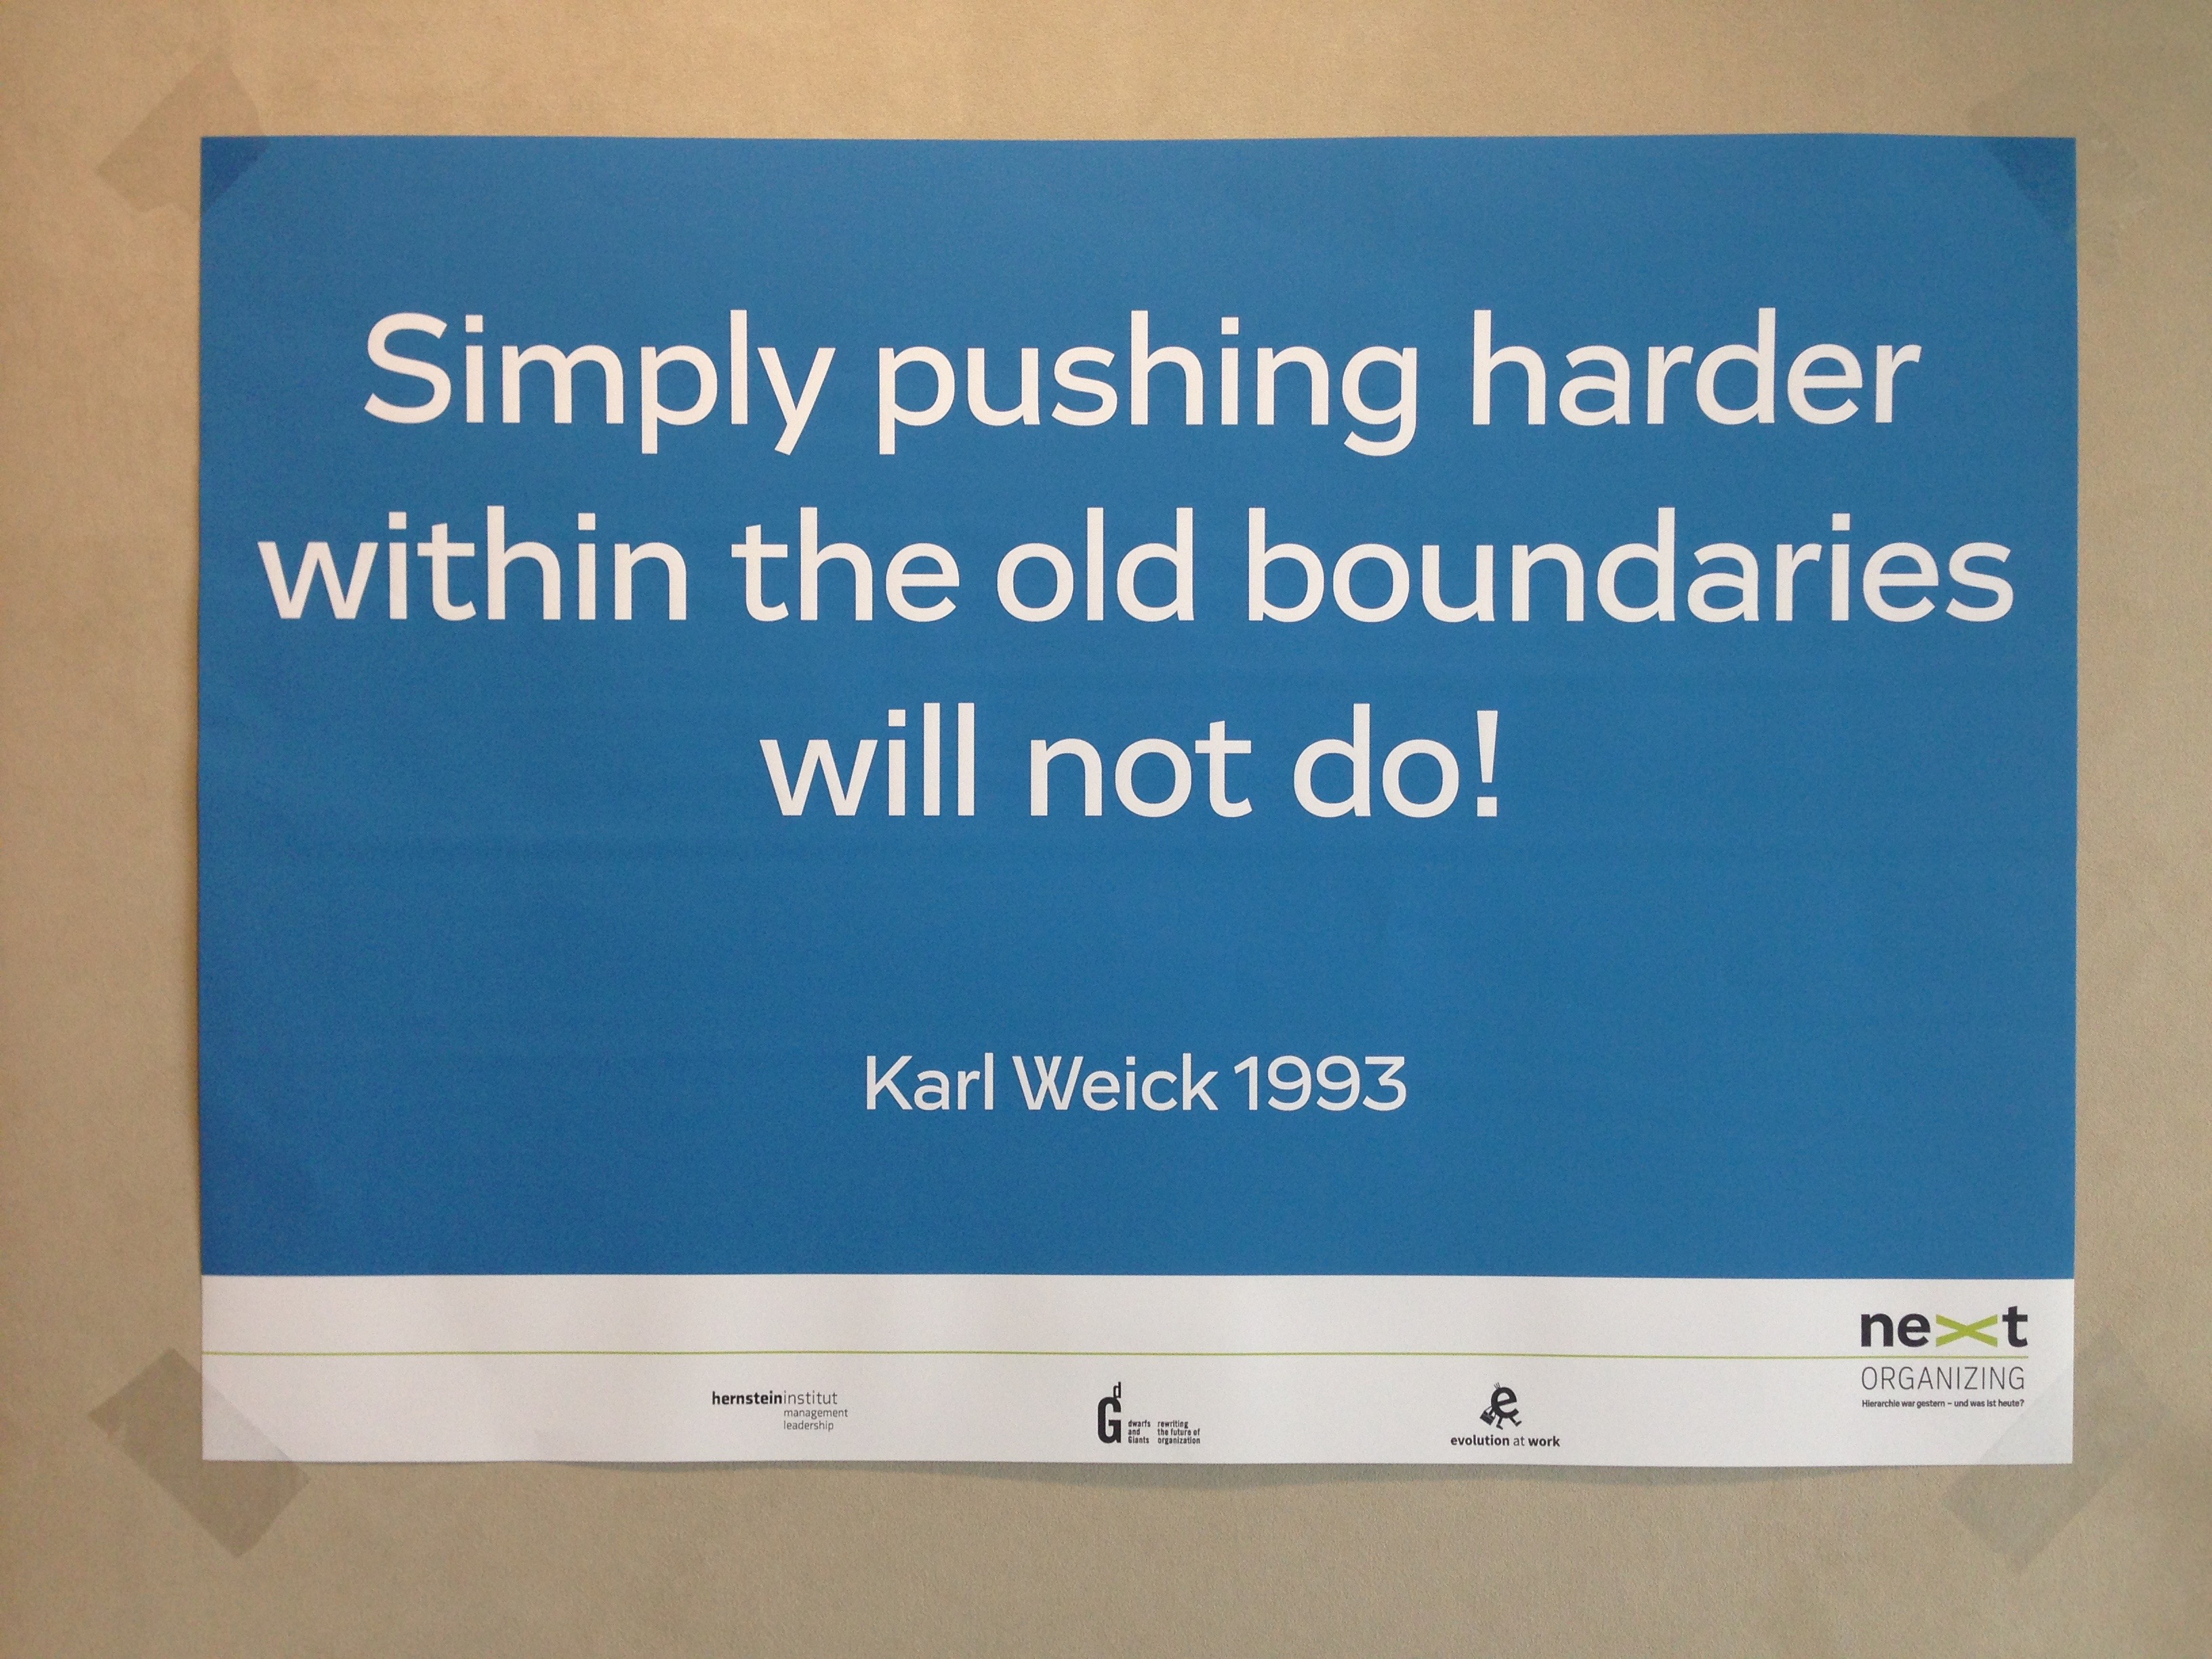 Simply pushing harder
within the old boundaries
will not do!
Karl Weick 1993
next
ORGANIZING
Hierarchie war gestern – und was ist heute?
hernsteininstitut
management
leadership
dG
dwarfs rewriting
and the future of
Giants organization
e
evolution at work